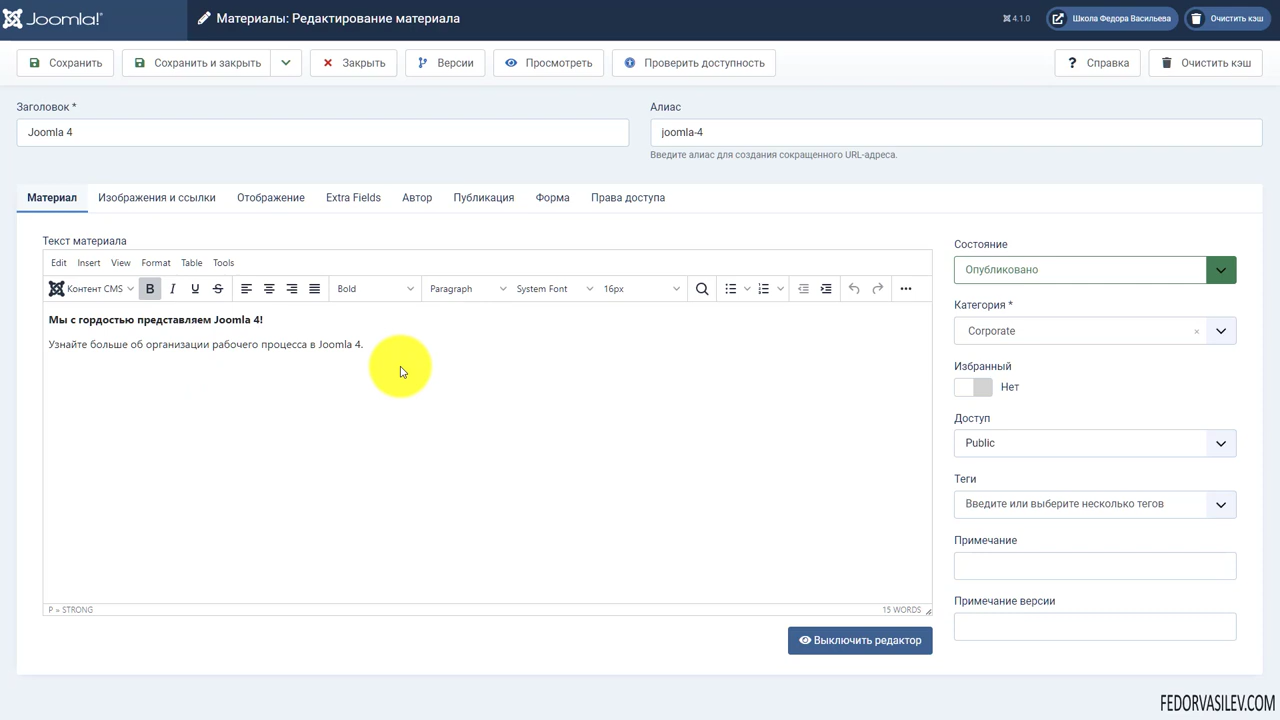 Joomla!®
Материалы: Редактирование материала
4.1.0
Школа Федора Васильева
Очистить кэш
Сохранить
Сохранить и закрыть
Закрыть
Версии
Просмотреть
Проверить доступность
? Справка
Очистить кэш
Заголовок *
Алиас
Joomla 4
joomla-4
Введите алиас для создания сокращенного URL-адреса.
Материал
Изображения и ссылки
Отображение
Extra Fields
Автор
Публикация
Форма
Права доступа
Текст материала
Edit Insert View Format Table Tools
Контент CMS B I U S Bold Paragraph System Font 16px
Мы с гордостью представляем Joomla 4!
Узнайте больше об организации рабочего процесса в Joomla 4.
P » STRONG
15 WORDS
Выключить редактор
Состояние
Опубликовано
Категория *
Corporate ×
Избранный
Нет
Доступ
Public
Теги
Введите или выберите несколько тегов
Примечание
Примечание версии
FEDORVASILEV.COM